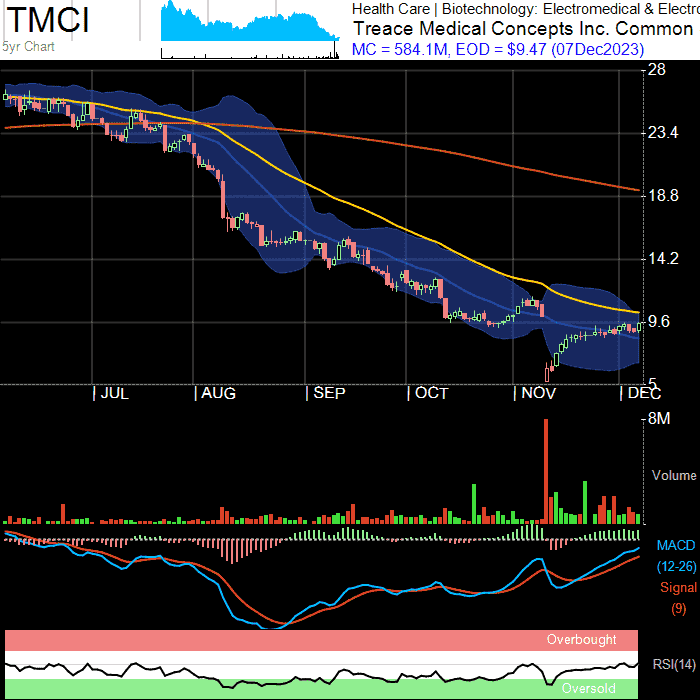 TMCI
5yr Chart
Health Care | Biotechnology: Electromedical & Electro
Treace Medical Concepts Inc. Common
MC = 584.1M, EOD = $9.47 (07Dec2023)
28
23.4
18.8
14.2
9.6
5
| JUL | AUG | SEP | OCT | NOV | DEC
8M
Volume
MACD
(12-26)
Signal
(9)
Overbought
RSI(14)
Oversold